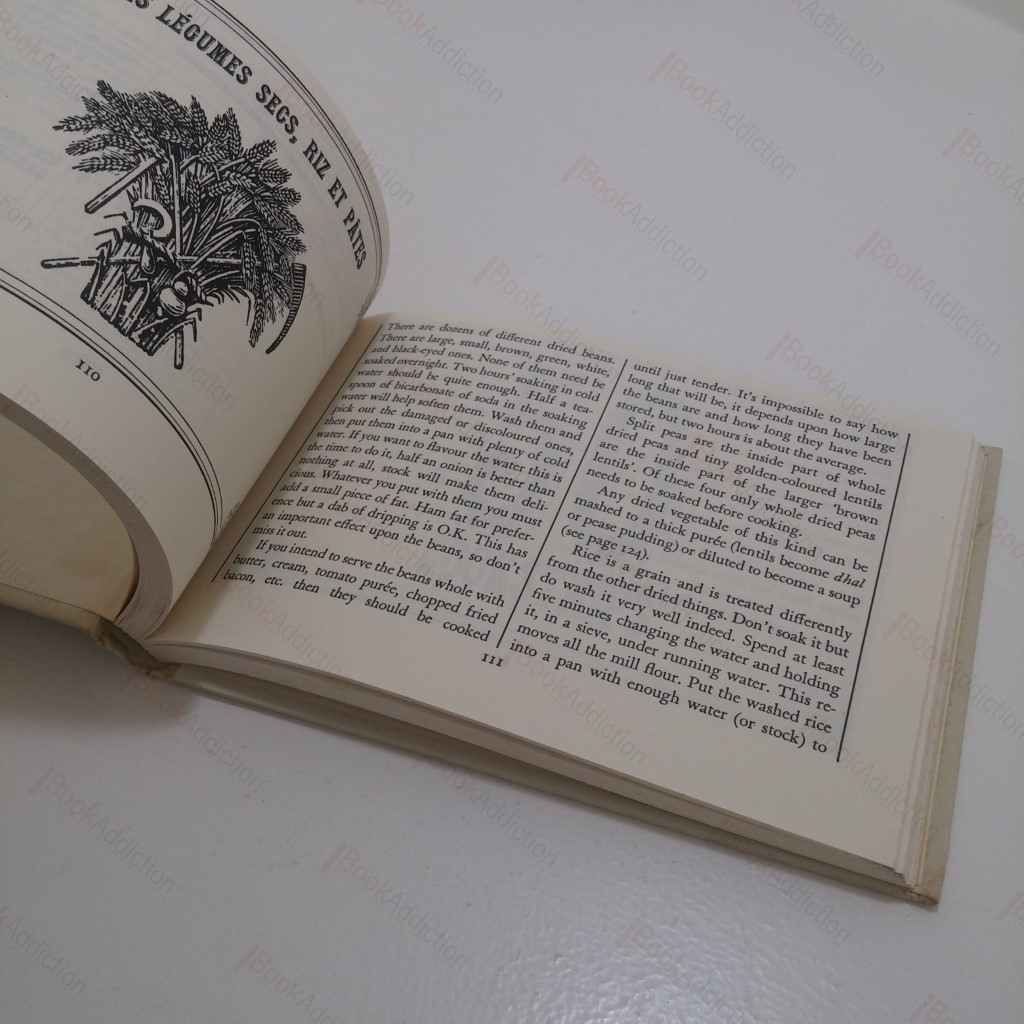 LÉGUMES SECS, RIZ ET PÂTES
110
There are dozens of different dried beans.
There are large, small, brown, green, white,
and black-eyed ones. None of them need be
soaked overnight. Two hours' soaking in cold
water should be quite enough. Half a tea-
spoon of bicarbonate of soda in the soaking
water will help soften them. Wash them and
pick out the damaged or discoloured ones,
then put them into a pan with plenty of cold
water. If you want to flavour the water this is
the time to do it, half an onion is better than
nothing at all, stock will make them deli-
cious. Whatever you put with them you must
add a small piece of fat. Ham fat for prefer-
ence but a dab of dripping is O.K. This has
an important effect upon the beans, so don't
miss it out.
If you intend to serve the beans whole with
butter, cream, tomato purée, chopped fried
bacon, etc. then they should be cooked
until just tender. It's impossible to say how
long that will be, it depends upon how large
the beans are and how long they have been
stored, but two hours is about the average.
Split peas are the inside part of whole
dried peas and tiny golden-coloured lentils
are the inside part of the larger 'brown
lentils'. Of these four only whole dried peas
needs to be soaked before cooking.
Any dried vegetable of this kind can be
mashed to a thick purée (lentils become dhal
or pease pudding) or diluted to become a soup
(see page 124).
Rice is a grain and is treated differently
from the other dried things. Don't soak it but
do wash it very well indeed. Spend at least
five minutes changing the water and holding
it, in a sieve, under running water. This re-
moves all the mill flour. Put the washed rice
into a pan with enough water (or stock) to
111
BookAddiction